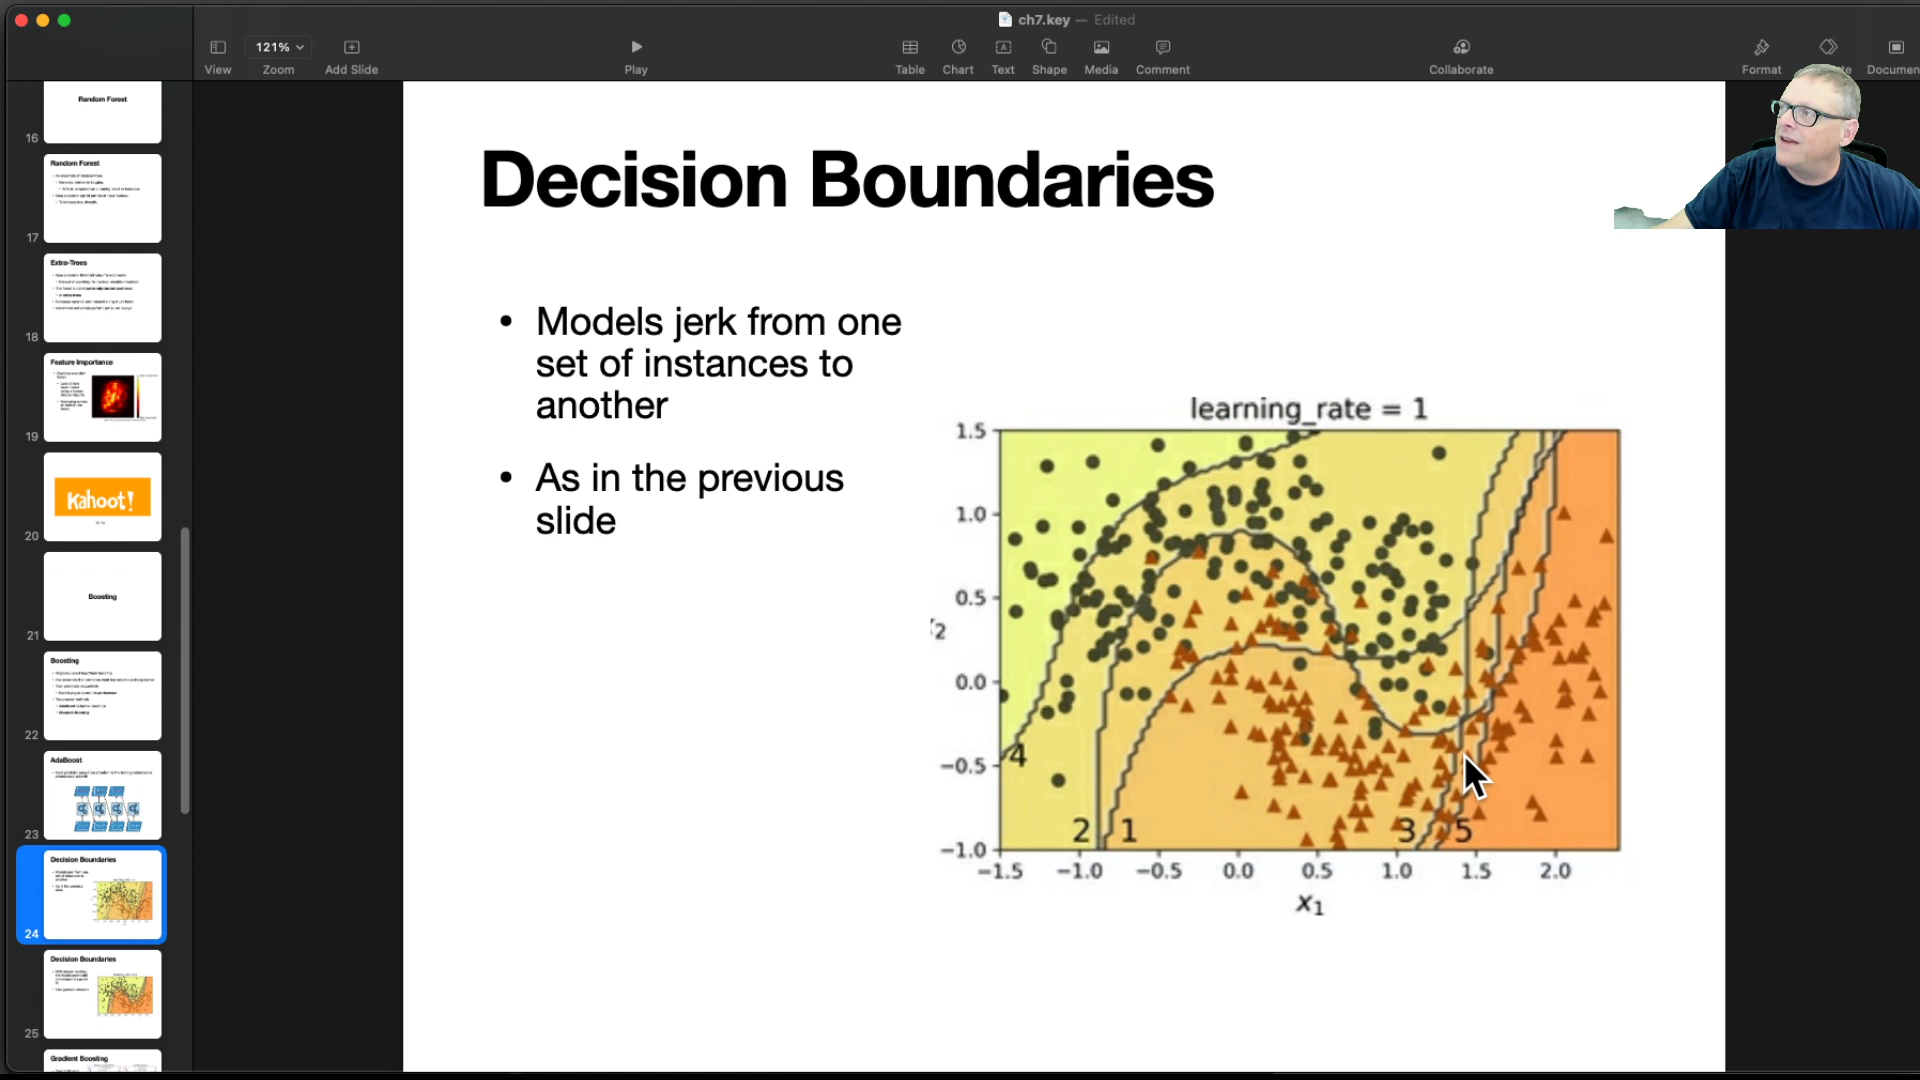 ch7.key — Edited
121%
View
Zoom
Add Slide
Play
Table
Chart
Text
Shape
Media
Comment
Collaborate
Format
Documen
Random Forest
16
Random Forest
17
Extra-Trees
18
Feature Importance
19
Kahoot!
20
Boosting
21
Boosting
22
AdaBoost
23
Decision Boundaries
24
Decision Boundaries
25
Gradient Boosting
Decision Boundaries
• Models jerk from one
set of instances to
another
• As in the previous
slide
learning_rate = 1
1.5
1.0
0.5
0.0
−0.5
−1.0
4
2
1
3
5
−1.5
−1.0
−0.5
0.0
0.5
1.0
1.5
2.0
x₁